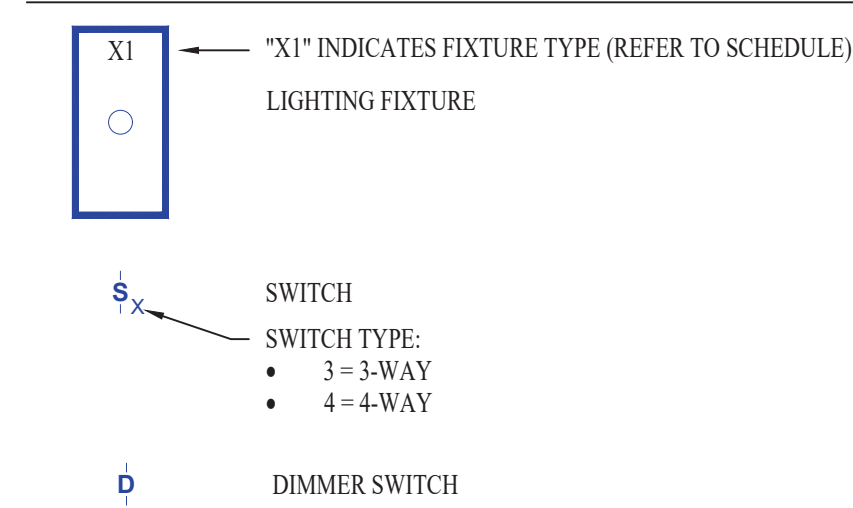 X1 "X1" INDICATES FIXTURE TYPE (REFER TO SCHEDULE)
LIGHTING FIXTURE
S X SWITCH
SWITCH TYPE:
• 3 = 3-WAY
• 4 = 4-WAY
D DIMMER SWITCH